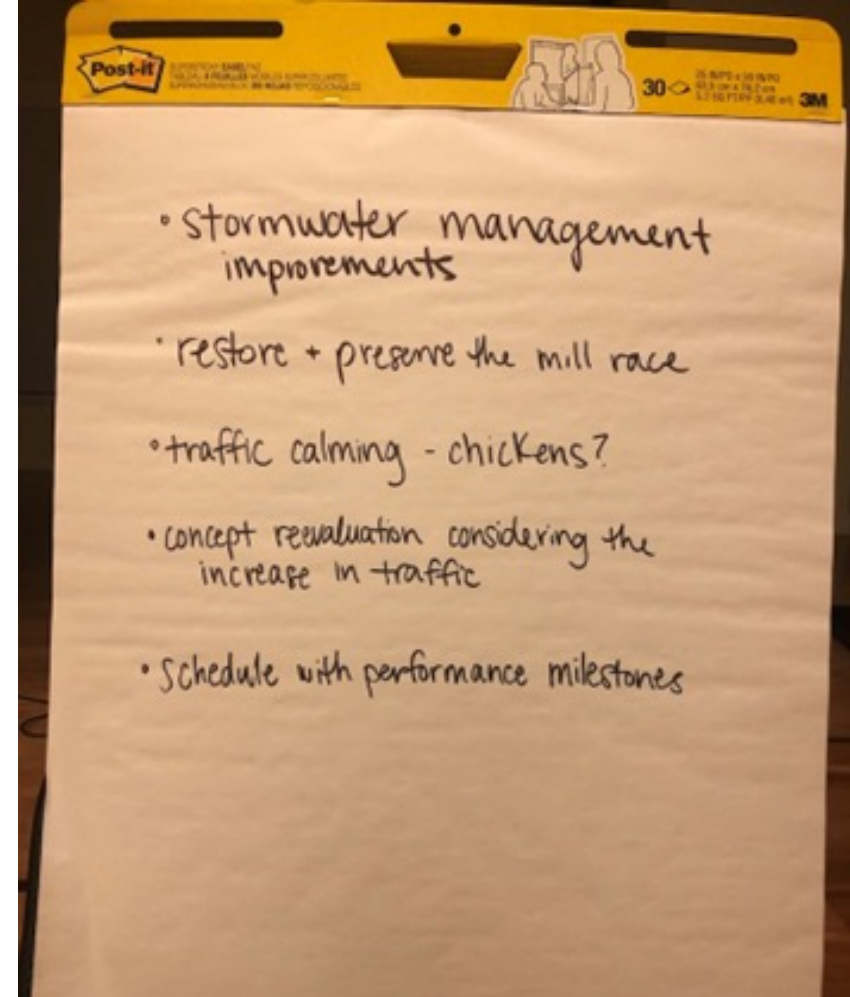 Post-it
30
3M
• stormwater management
improvements
• restore + preserve the mill race
• traffic calming - chickens?
• concept reevaluation considering the
increase in traffic
• Schedule with performance milestones